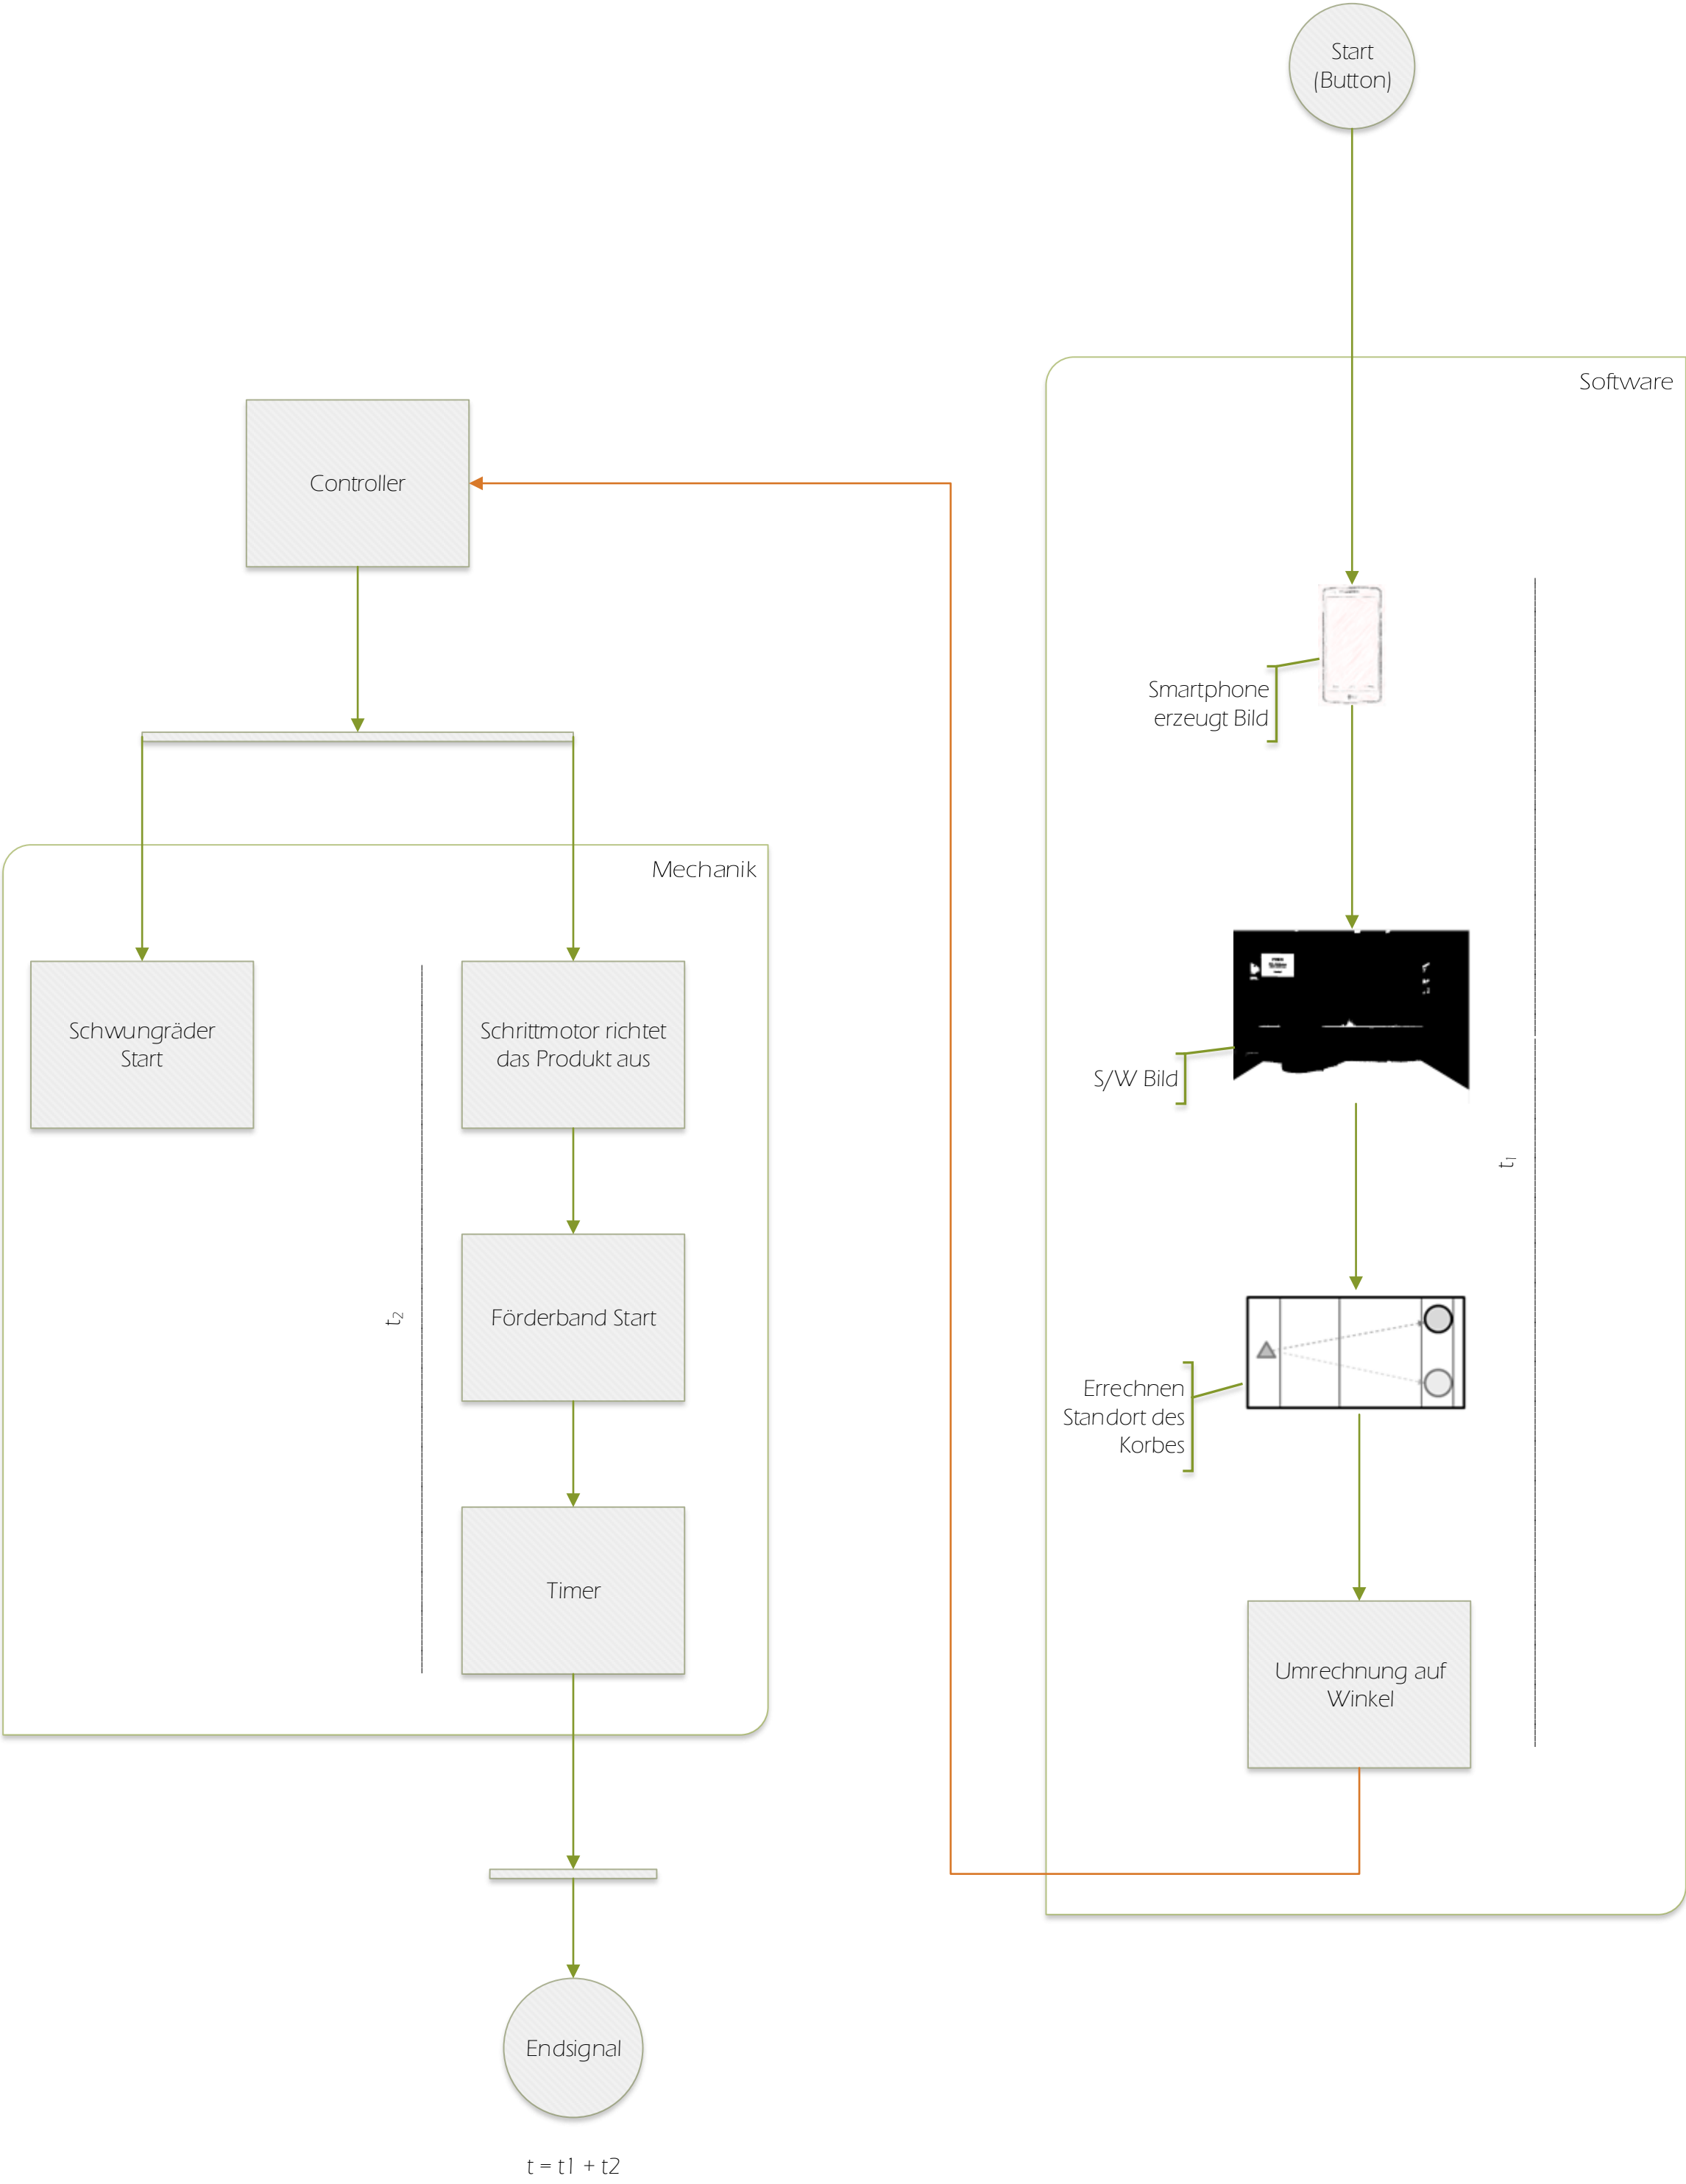 Start
(Button)
Software
Controller
Smartphone
erzeugt Bild
Mechanik
Schwungräder
Start
Schrittmotor richtet
das Produkt aus
S/W Bild
t₁
Förderband Start
t₂
Errechnen
Standort des
Korbes
Timer
Umrechnung auf
Winkel
Endsignal
t = t1 + t2